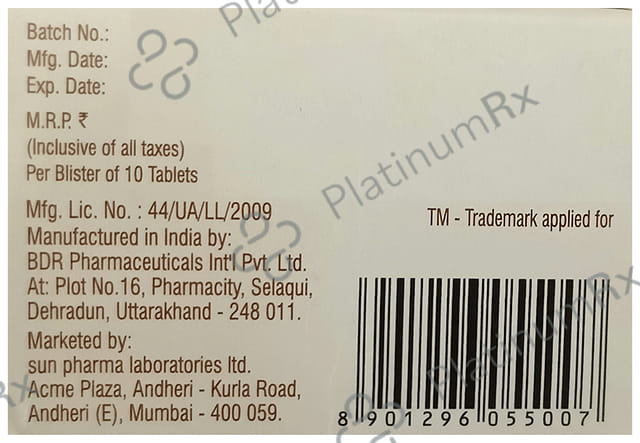 Batch No.:
Mfg. Date:
Exp. Date:
M.R.P. ₹
(Inclusive of all taxes)
Per Blister of 10 Tablets
Mfg. Lic. No. : 44/UA/LL/2009
Manufactured in India by:
BDR Pharmaceuticals Int'l Pvt. Ltd.
At: Plot No.16, Pharmacity, Selaqui,
Dehradun, Uttarakhand - 248 011.
Marketed by:
sun pharma laboratories ltd.
Acme Plaza, Andheri - Kurla Road,
Andheri (E), Mumbai - 400 059.
TM - Trademark applied for
8 901296 055007
PlatinumRx
PlatinumRx